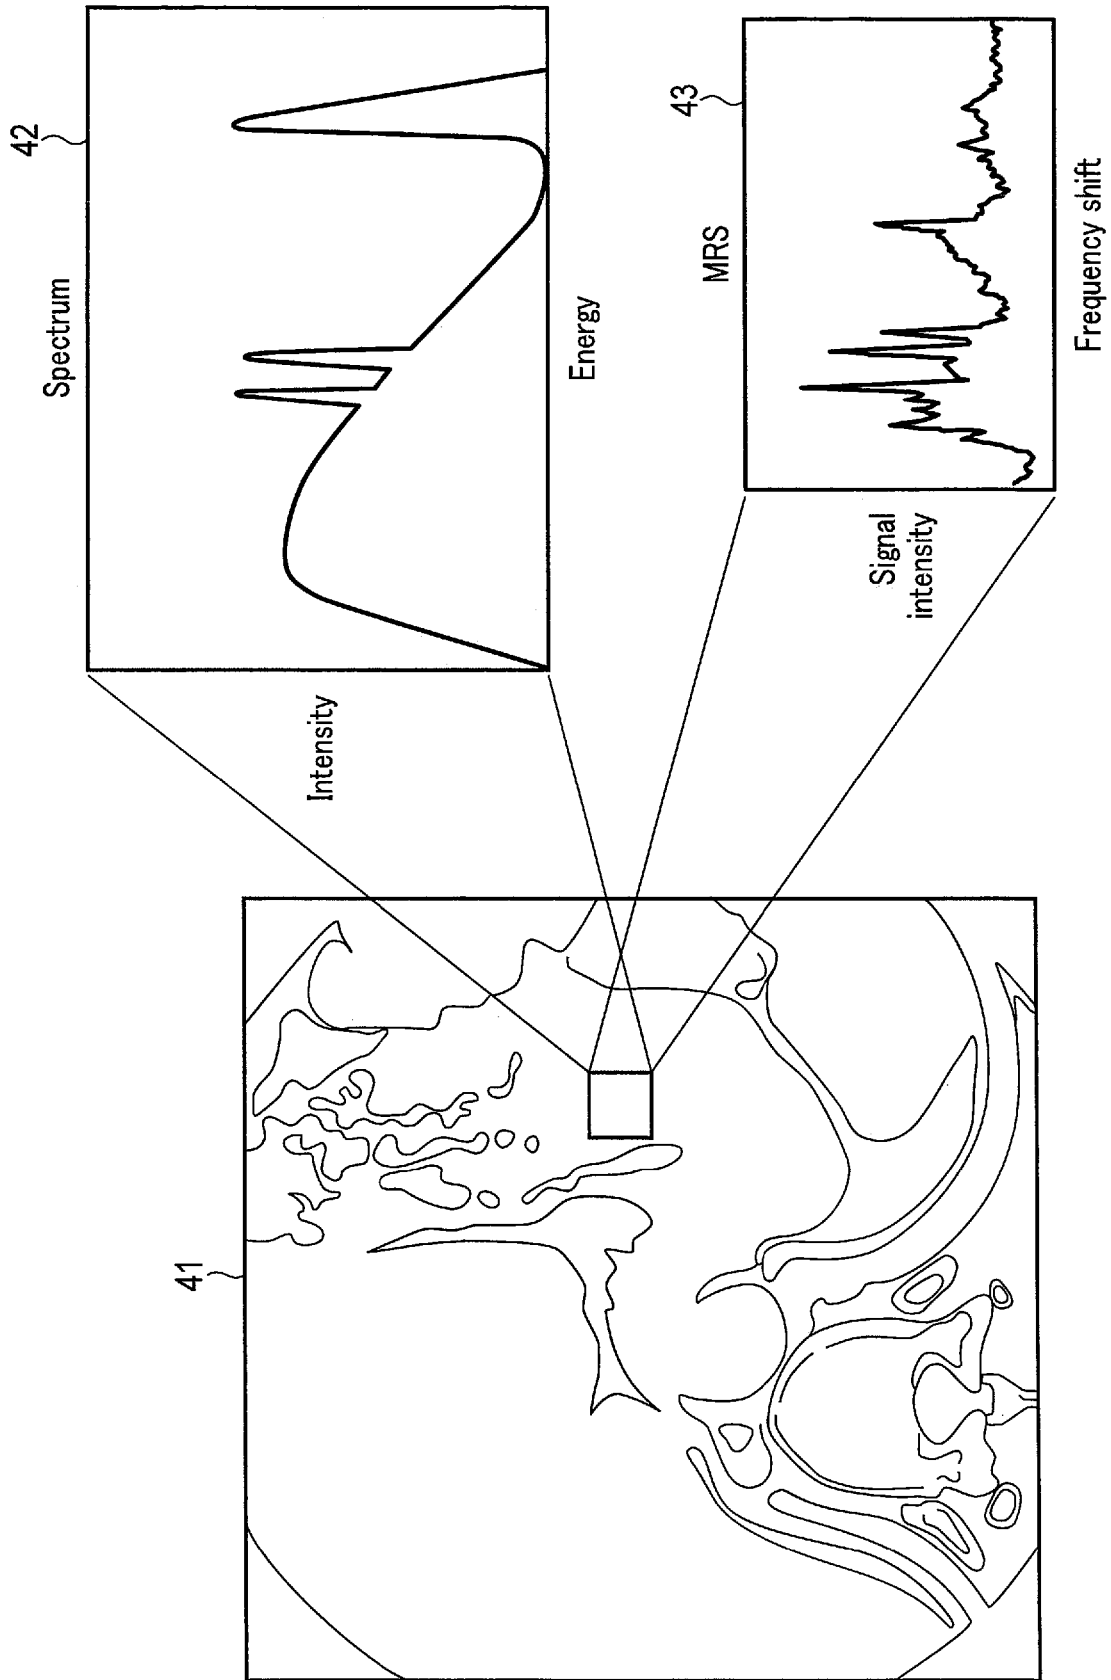 41
Spectrum
42
Intensity
Energy
MRS
43
Signal
intensity
Frequency shift